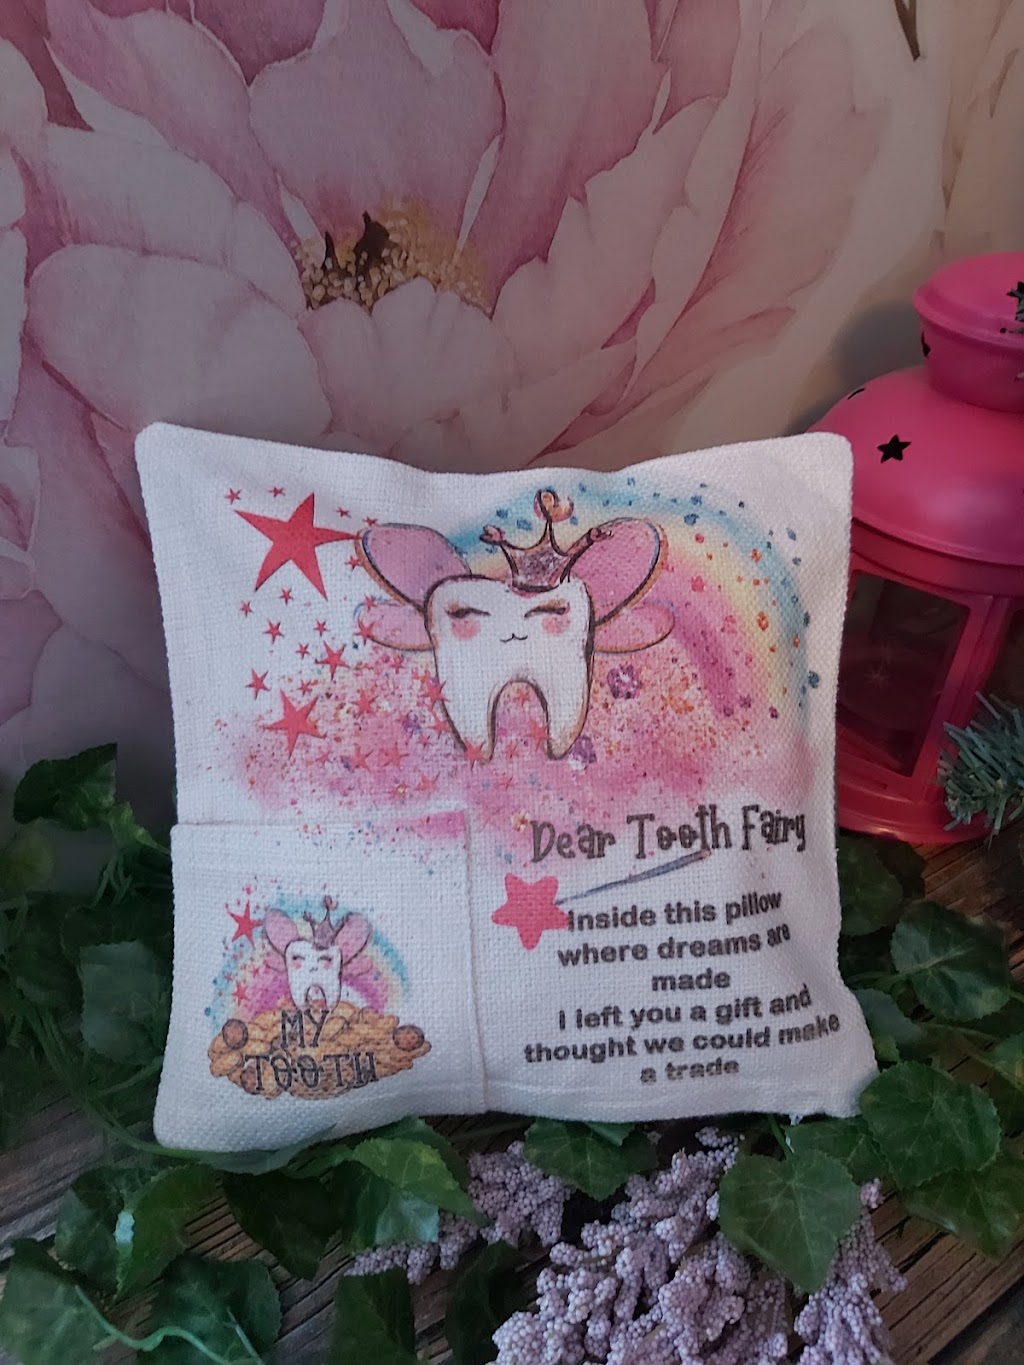 Dear Tooth Fairy
Inside this pillow
where dreams are
made
I left you a gift and
thought we could make
a trade
MY
TOOTH